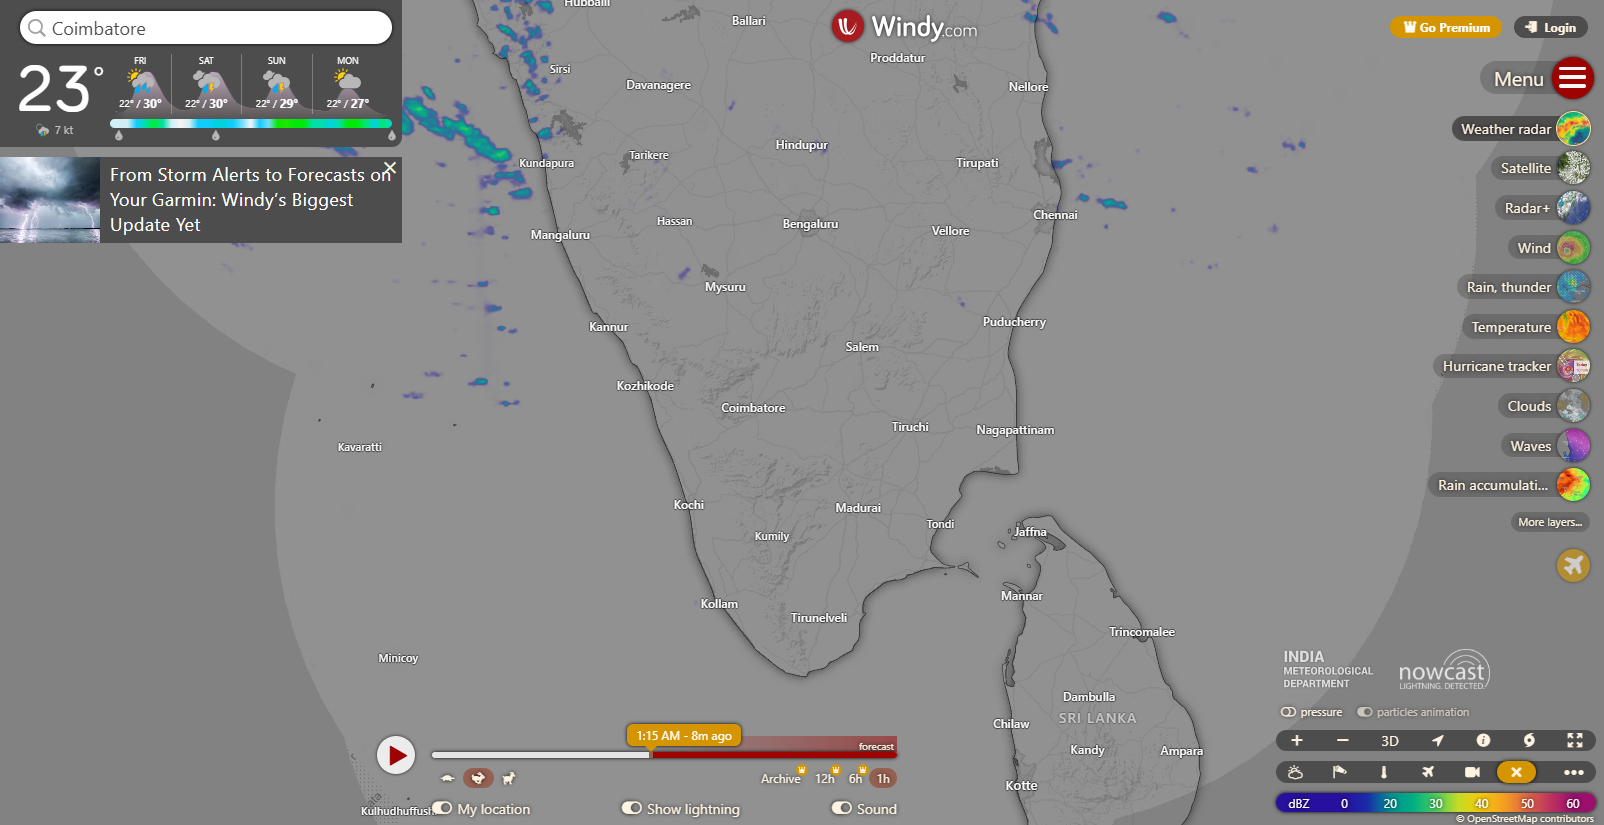 Coimbatore
23°
7 kt
FRI
22° / 30°
SAT
22° / 30°
SUN
22° / 29°
MON
22° / 27°
From Storm Alerts to Forecasts on
Your Garmin: Windy’s Biggest
Update Yet
Windy.com
Go Premium
Login
Menu
Weather radar
Satellite
Radar+
Wind
Rain, thunder
Temperature
Hurricane tracker
Clouds
Waves
Rain accumulati...
More layers...
Hubballi
Ballari
Proddatur
Sirsi
Davanagere
Nellore
Kundapura
Tarikere
Hindupur
Tirupati
Mangaluru
Hassan
Bengaluru
Vellore
Chennai
Mysuru
Kannur
Puducherry
Salem
Kozhikode
Coimbatore
Tiruchi
Nagapattinam
Kavaratti
Kochi
Madurai
Tondi
Kumily
Jaffna
Kollam
Tirunelveli
Mannar
Trincomalee
Minicoy
Dambulla
Chilaw
SRI LANKA
Kandy
Ampara
Kotte
Kulhudhuffush
1:15 AM - 8m ago
forecast
Archive
12h
6h
1h
My location
Show lightning
Sound
INDIA
METEOROLOGICAL
DEPARTMENT
nowcast
LIGHTNING. DETECTED.
pressure
particles animation
+ − 3D
dBZ 0 20 30 40 50 60
© OpenStreetMap contributors